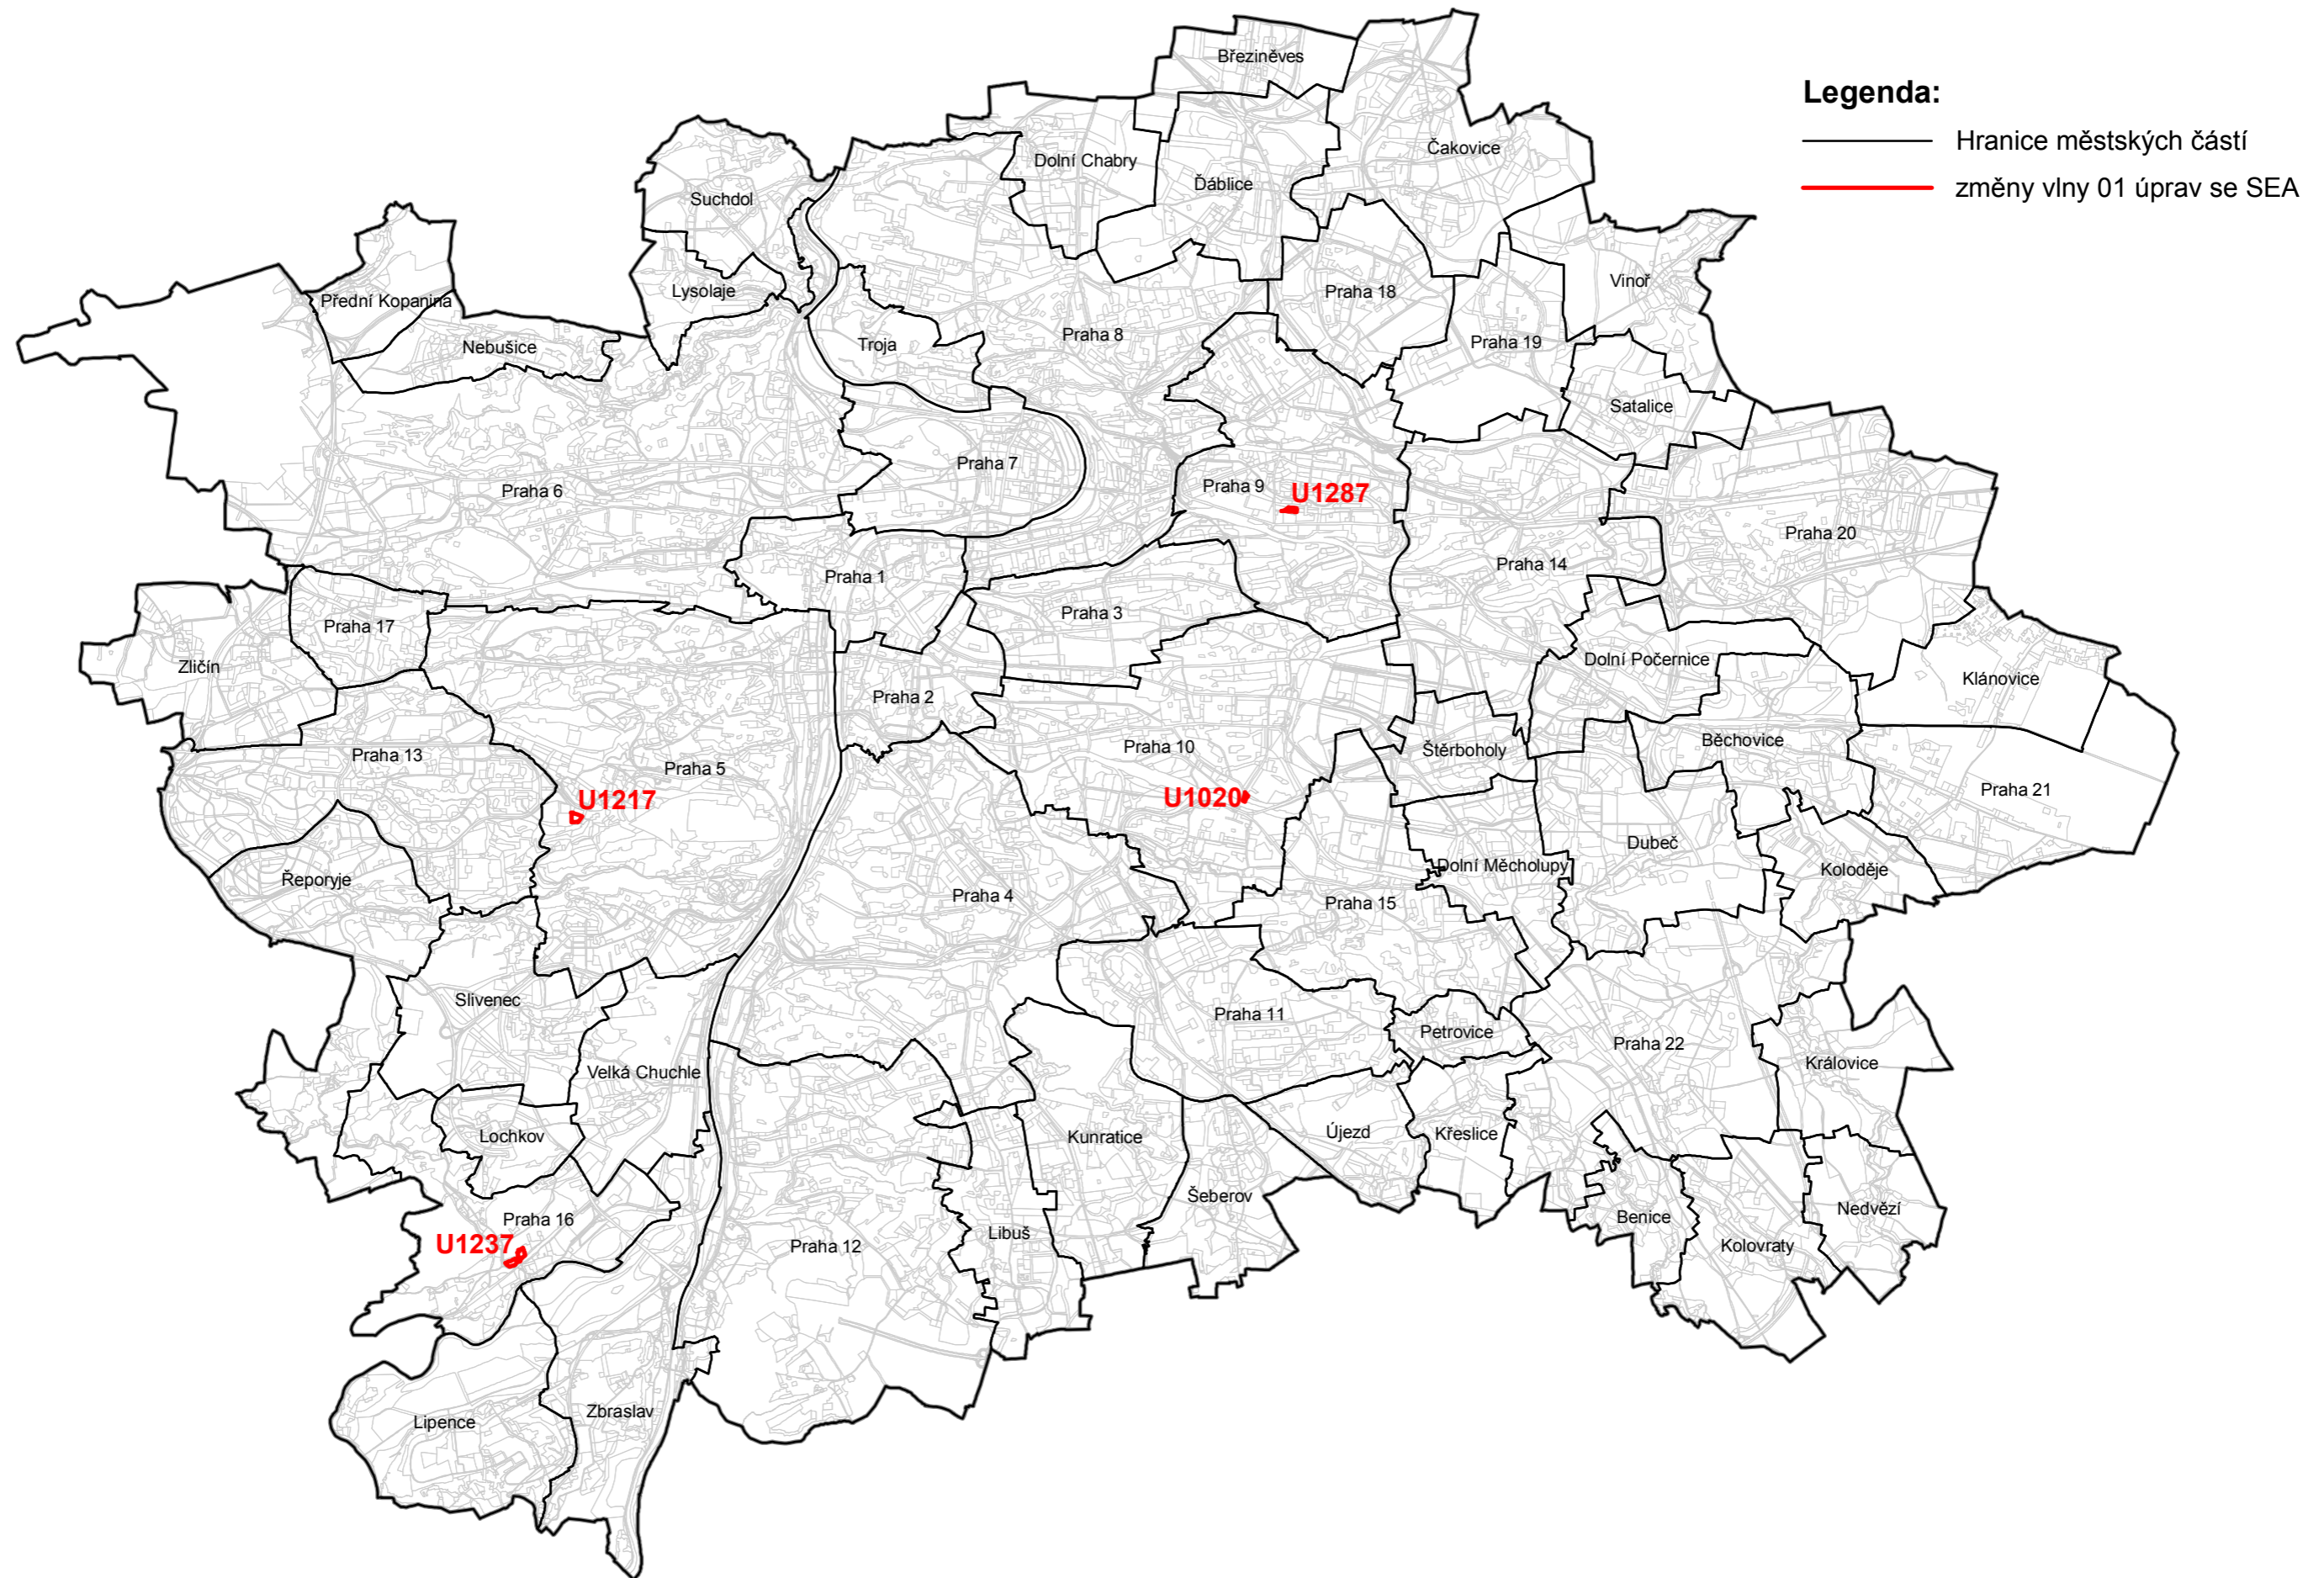 Březiněves
Legenda:
Hranice městských částí
změny vlny 01 úprav se SEA
Čakovice
Dolní Chabry
Ďáblice
Suchdol
Vinoř
Lysolaje
Praha 18
Přední Kopanina
Praha 8
Praha 19
Troja
Nebušice
Satalice
Praha 7
Praha 9
U1287
Praha 6
Praha 20
Praha 14
Praha 1
Praha 3
Praha 17
Dolní Počernice
Zličín
Klánovice
Praha 2
Běchovice
Praha 10
Štěrboholy
Praha 13
Praha 5
Praha 21
U1020
U1217
Dubeč
Dolní Měcholupy
Koloděje
Řeporyje
Praha 4
Praha 15
Slivenec
Praha 11
Petrovice
Praha 22
Královice
Velká Chuchle
Újezd
Křeslice
Lochkov
Kunratice
Šeberov
Nedvězí
Praha 16
Benice
Libuš
U1237
Praha 12
Kolovraty
Zbraslav
Lipence